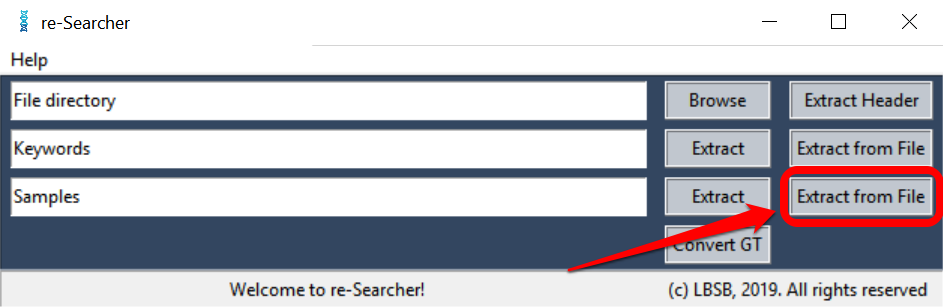 re-Searcher
Help
File directory Browse Extract Header
Keywords Extract Extract from File
Samples Extract Extract from File
Convert GT
Welcome to re-Searcher! (c) LBSB, 2019. All rights reserved